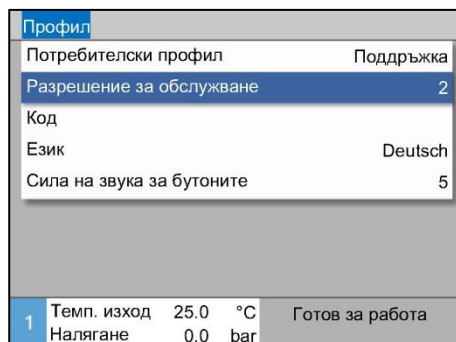 Профил
Потребителски профил Поддръжка
Разрешение за обслужване 2
Код
Език Deutsch
Сила на звука за бутоните 5
1 Темп. изход 25.0 °C Готов за работа
Налягане 0.0 bar